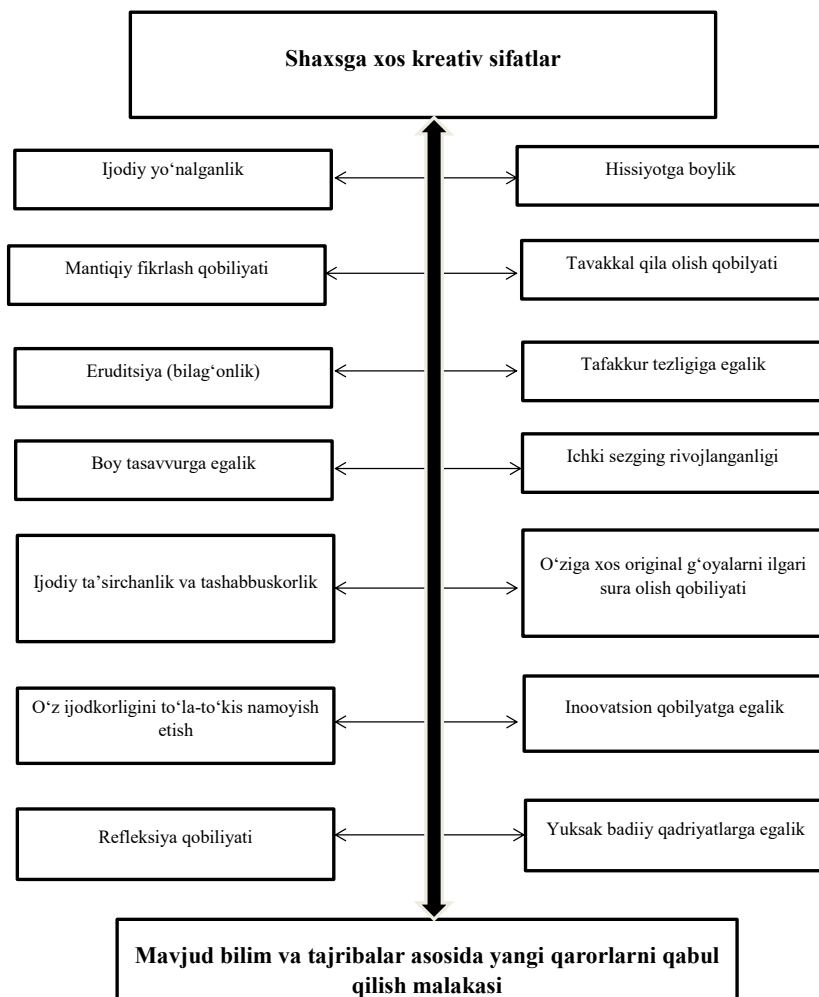 Shaxsga xos kreativ sifatlar
Ijodiy yo‘nalganlik
Hissiyotga boylik
Mantiqiy fikrlash qobiliyati
Tavakkal qila olish qobilyati
Eruditsiya (bilag‘onlik)
Tafakkur tezligiga egalik
Boy tasavvurga egalik
Ichki sezging rivojlanganligi
Ijodiy ta’sirchanlik va tashabbuskorlik
O‘ziga xos original g‘oyalarni ilgari
sura olish qobiliyati
O‘z ijodkorligini to‘la-to‘kis namoyish
etish
Inoovatsion qobilyatga egalik
Refleksiya qobiliyati
Yuksak badiiy qadriyatlarga egalik
Mavjud bilim va tajribalar asosida yangi qarorlarni qabul
qilish malakasi